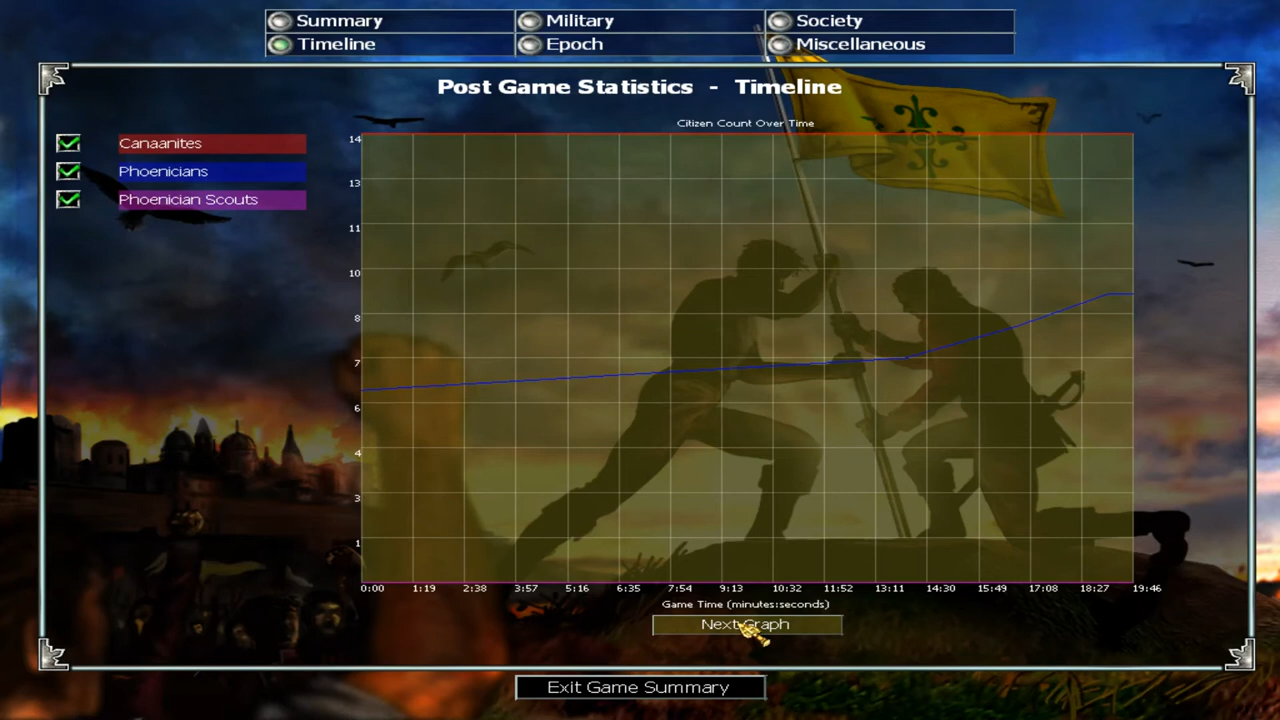 Summary Military Society
Timeline Epoch Miscellaneous
Post Game Statistics - Timeline
Citizen Count Over Time
Canaanites
Phoenicians
Phoenician Scouts
14
13
11
10
8
7
6
4
3
1
0:00 1:19 2:38 3:57 5:16 6:35 7:54 9:13 10:32 11:52 13:11 14:30 15:49 17:08 18:27 19:46
Game Time (minutes:seconds)
Next Graph
Exit Game Summary